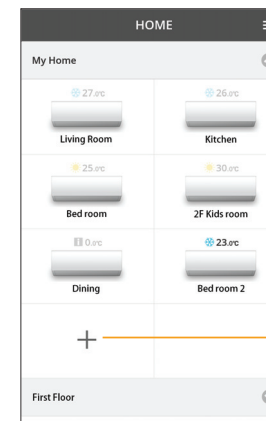 HOME
My Home
27.0℃ 26.0℃
Living Room Kitchen
25.0℃ 30.0℃
Bed room 2F Kids room
0.0℃ 23.0℃
Dining Bed room 2
First Floor